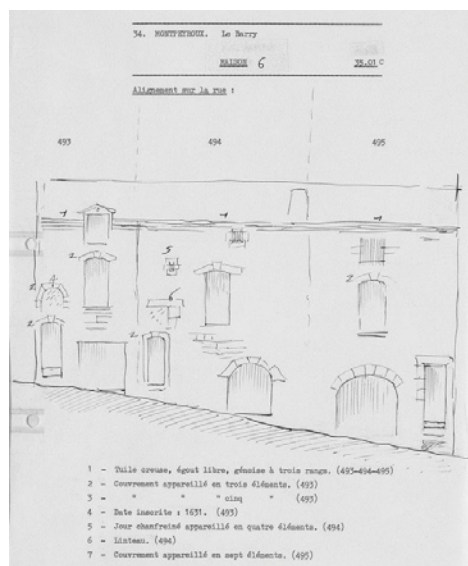 34. MONTPEYROUX. Le Barry
MAISON 6 35.01 C
Alignement sur la rue :
493 494 495
1 1 1
2
5
2
2
6
2
2
1 - Tuile creuse, égout libre, génoise à trois rangs. (493-494-495)
2 - Couvrement appareillé en trois éléments. (493)
3 - " " " cinq " (493)
4 - Date inscrite : 1631. (493)
5 - Jour chanfreiné appareillé en quatre éléments. (494)
6 - Linteau. (494)
7 - Couvrement appareillé en sept éléments. (495)